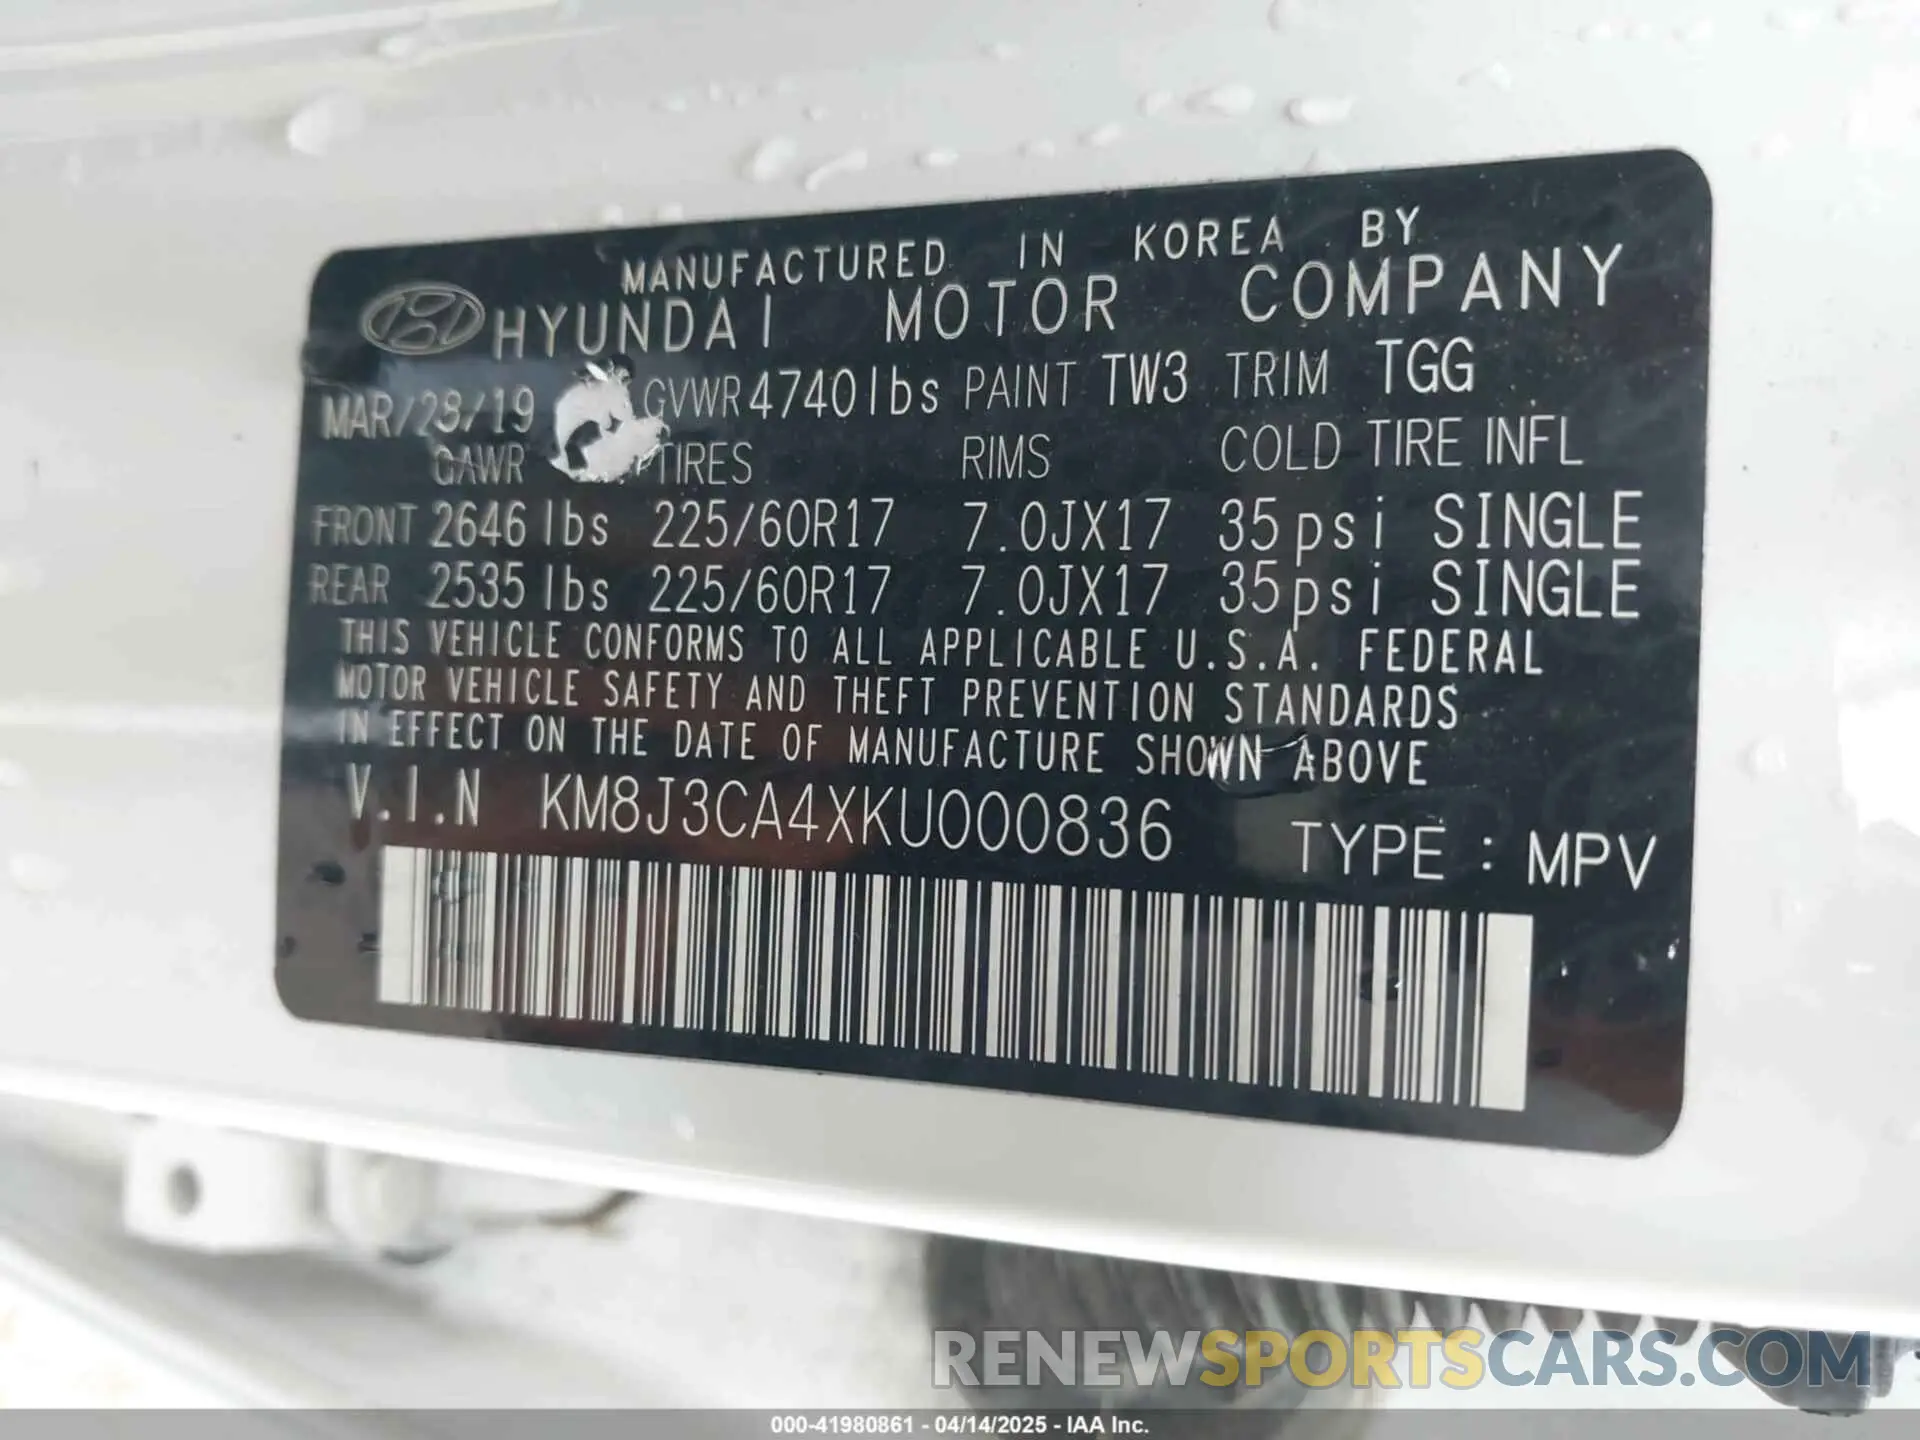 MANUFACTURED IN KOREA BY
HYUNDAI MOTOR COMPANY
MAR/28/19 GVWR 4740 lbs PAINT TW3 TRIM TGG
GAWR TIRES RIMS COLD TIRE INFL
FRONT 2646 lbs 225/60R17 7.0JX17 35psi SINGLE
REAR 2535 lbs 225/60R17 7.0JX17 35psi SINGLE
THIS VEHICLE CONFORMS TO ALL APPLICABLE U.S.A. FEDERAL
MOTOR VEHICLE SAFETY AND THEFT PREVENTION STANDARDS
IN EFFECT ON THE DATE OF MANUFACTURE SHOWN ABOVE
V.I.N KM8J3CA4XKU000836 TYPE : MPV
RENEWSPORTSCARS.COM
000-41980861 - 04/14/2025 - IAA Inc.